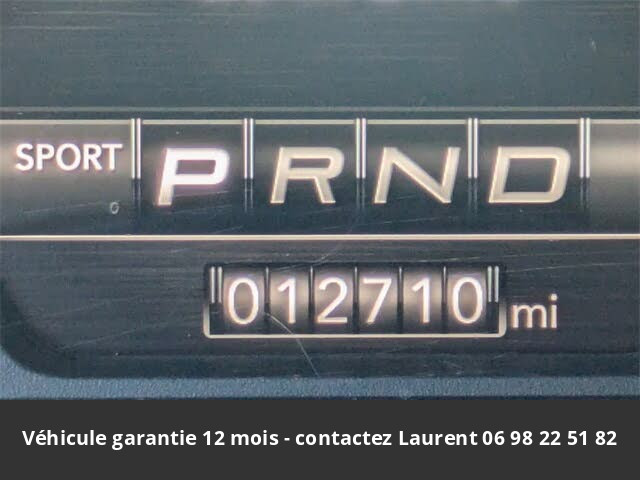 SPORT P R N D
012710 mi
Véhicule garantie 12 mois - contactez Laurent 06 98 22 51 82